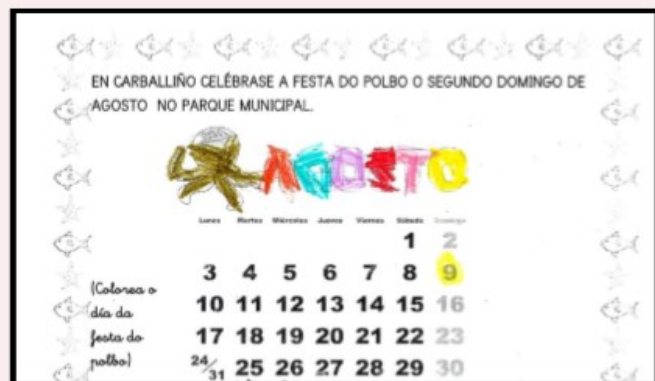 EN CARBALLIÑO CELÉBRASE A FESTA DO POLBO O SEGUNDO DOMINGO DE
AGOSTO NO PARQUE MUNICIPAL.
AGOSTO
Lunes Martes Miércoles Jueves Viernes Sábado Domingo
1 2
3 4 5 6 7 8 9
10 11 12 13 14 15 16
17 18 19 20 21 22 23
24/31 25 26 27 28 29 30
(Colorea o
día da
festa do
polbo)